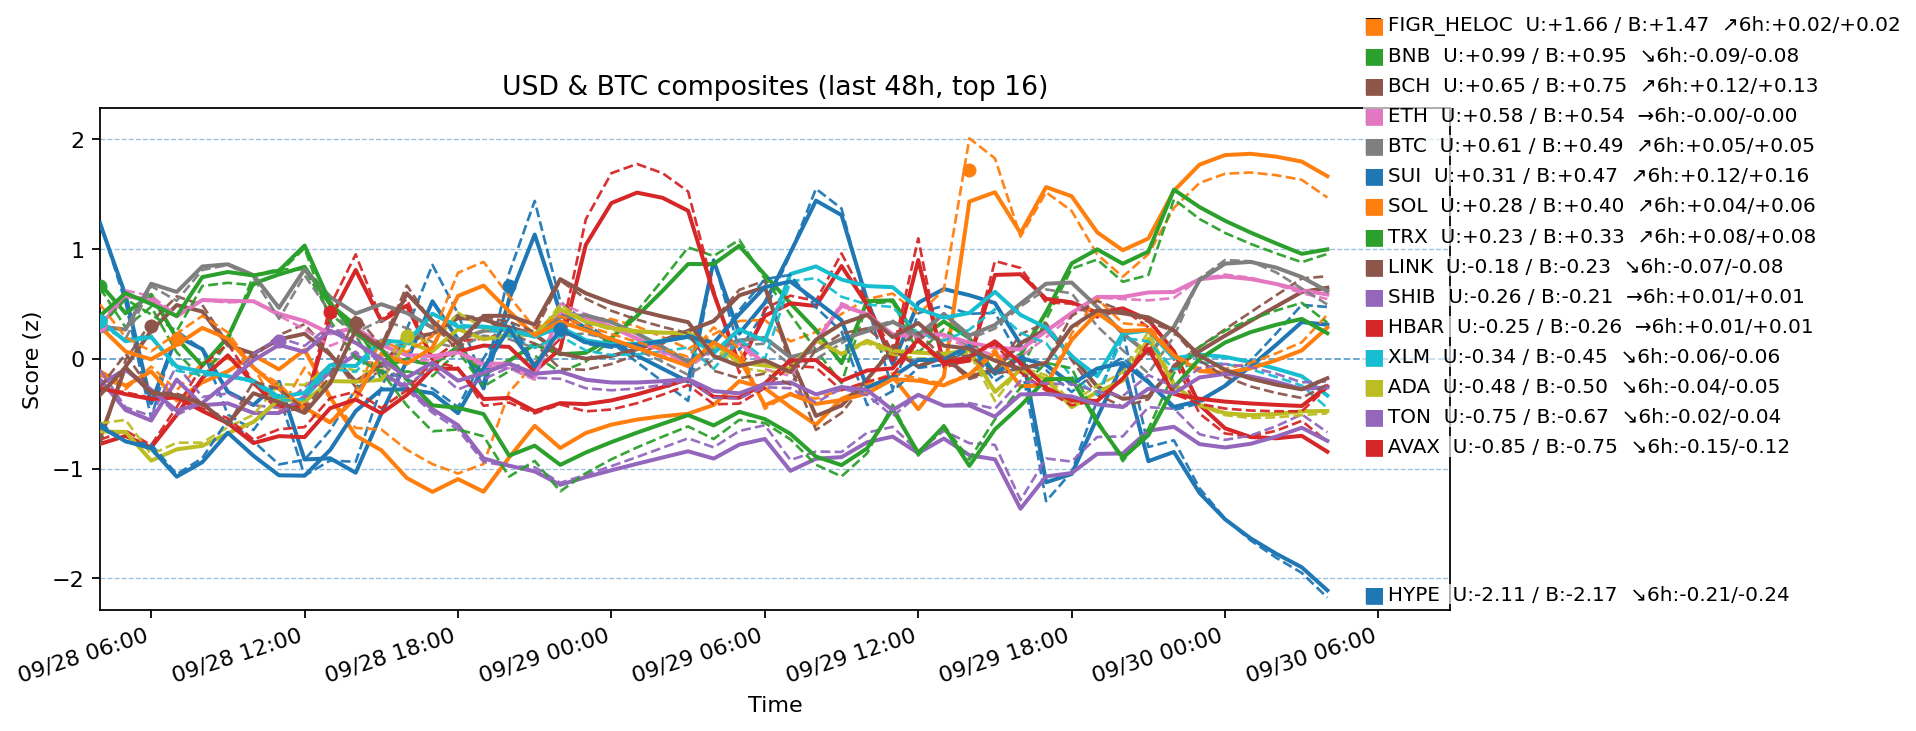 FIGR_HELOC U:+1.66 / B:+1.47 ↗6h:+0.02/+0.02
BNB U:+0.99 / B:+0.95 ↘6h:-0.09/-0.08
USD & BTC composites (last 48h, top 16)
BCH U:+0.65 / B:+0.75 ↗6h:+0.12/+0.13
ETH U:+0.58 / B:+0.54 →6h:-0.00/-0.00
BTC U:+0.61 / B:+0.49 ↗6h:+0.05/+0.05
SUI U:+0.31 / B:+0.47 ↗6h:+0.12/+0.16
SOL U:+0.28 / B:+0.40 ↗6h:+0.04/+0.06
TRX U:+0.23 / B:+0.33 ↗6h:+0.08/+0.08
LINK U:-0.18 / B:-0.23 ↘6h:-0.07/-0.08
SHIB U:-0.26 / B:-0.21 →6h:+0.01/+0.01
HBAR U:-0.25 / B:-0.26 →6h:+0.01/+0.01
XLM U:-0.34 / B:-0.45 ↘6h:-0.06/-0.06
ADA U:-0.48 / B:-0.50 ↘6h:-0.04/-0.05
TON U:-0.75 / B:-0.67 ↘6h:-0.02/-0.04
AVAX U:-0.85 / B:-0.75 ↘6h:-0.15/-0.12
HYPE U:-2.11 / B:-2.17 ↘6h:-0.21/-0.24
Score (z)
2
1
0
−1
−2
09/28 06:00
09/28 12:00
09/28 18:00
09/29 00:00
09/29 06:00
09/29 12:00
09/29 18:00
09/30 00:00
09/30 06:00
Time